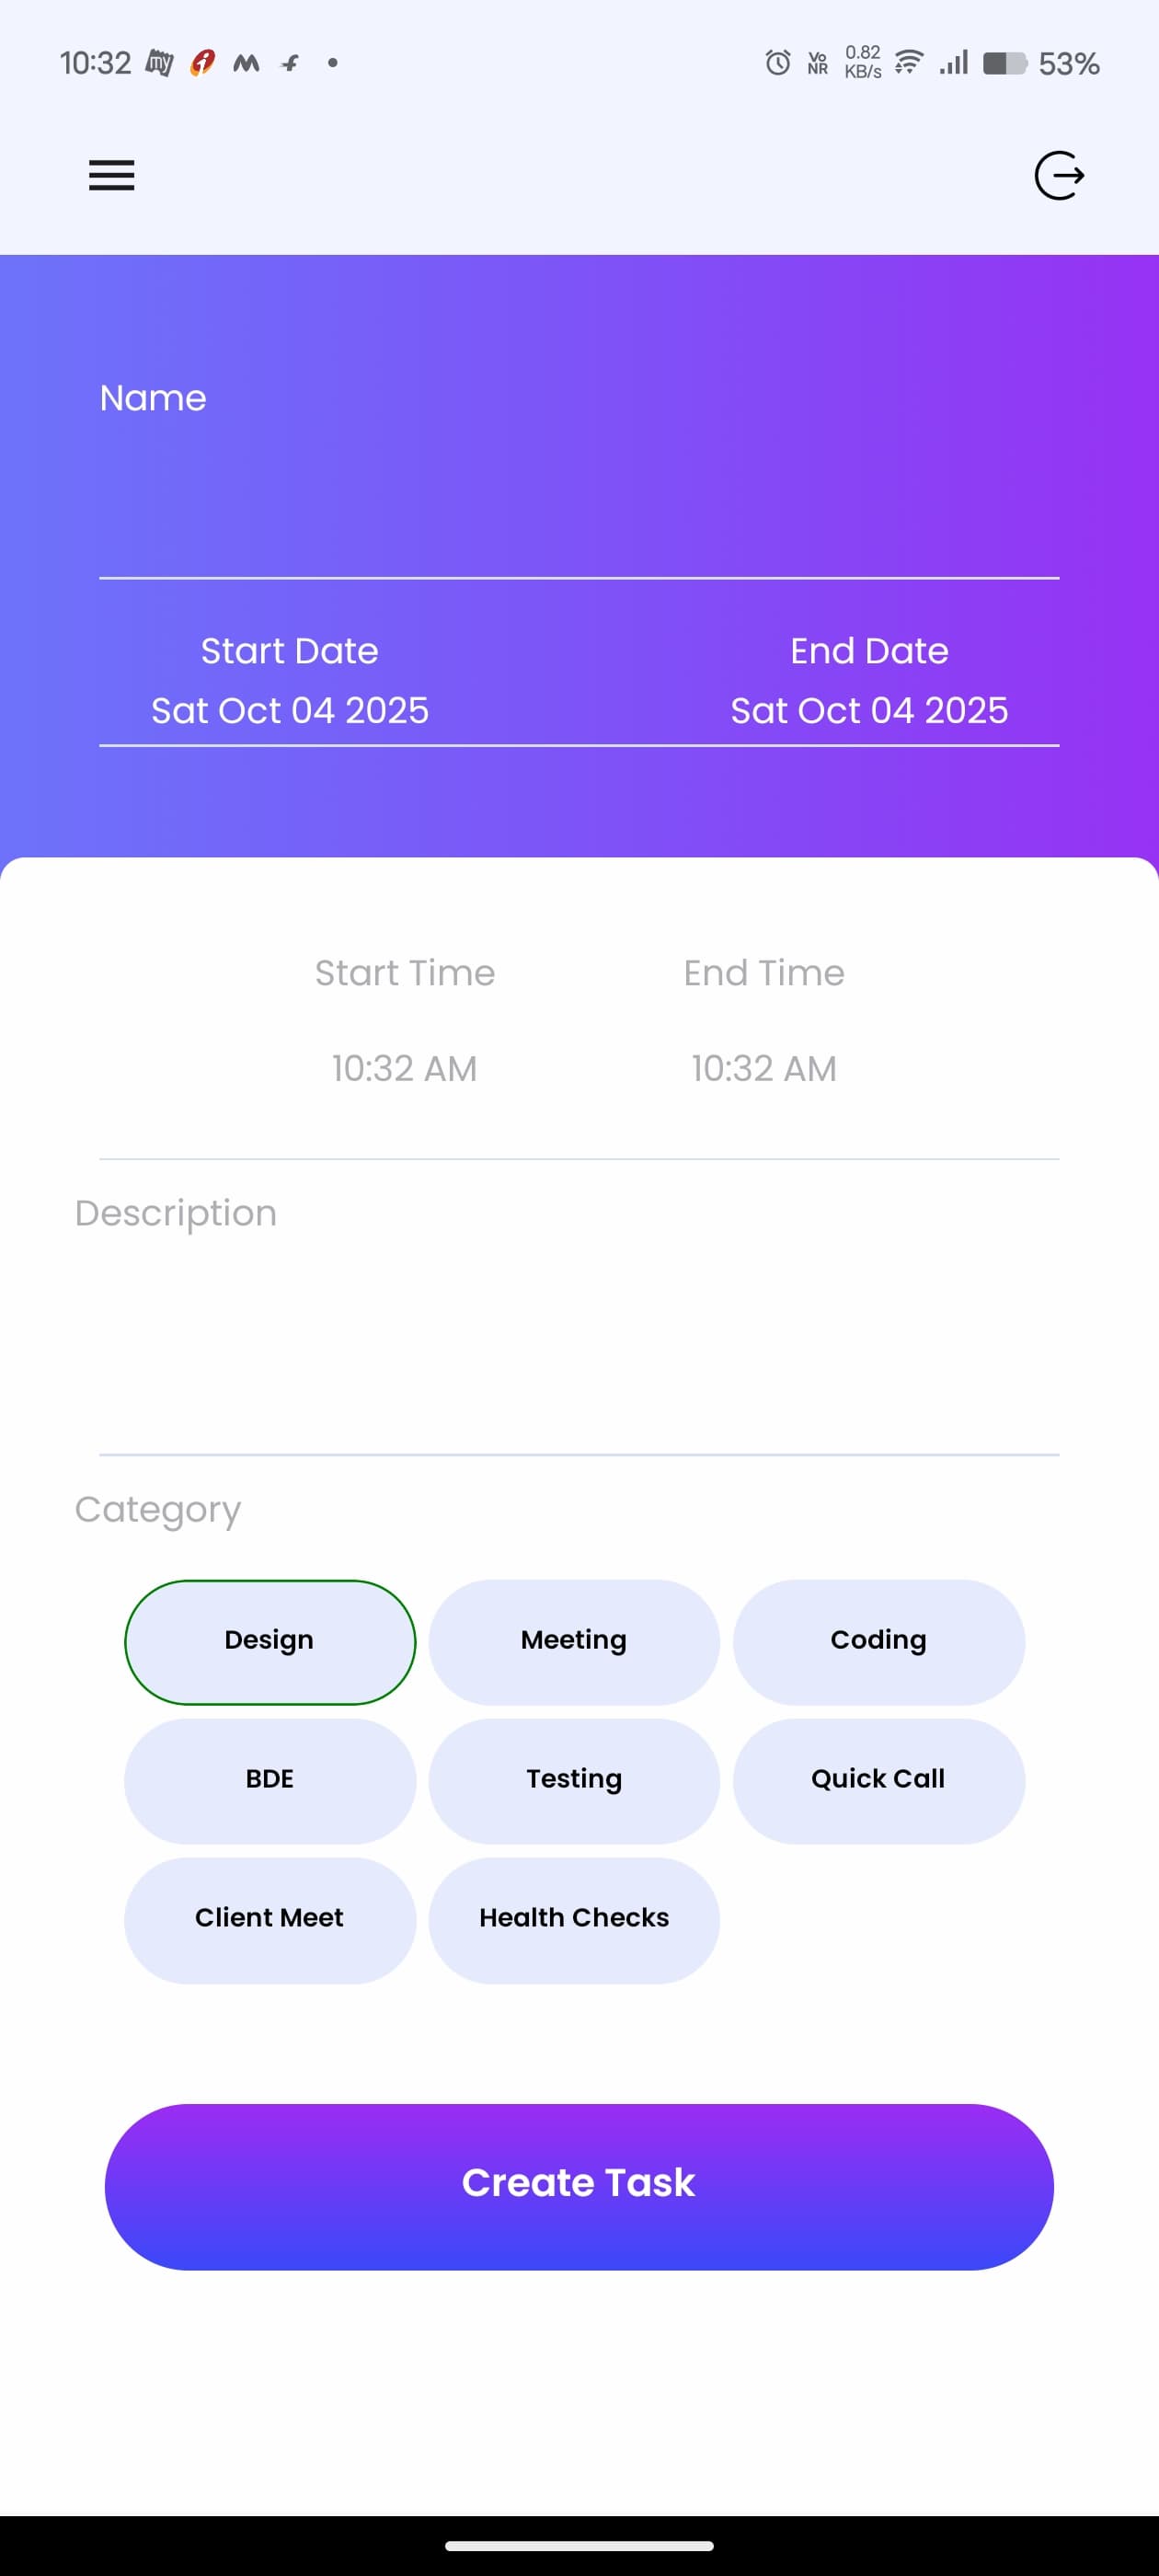 10:32 my 0.82 KB/s Vo NR 53%
Name
Start Date End Date
Sat Oct 04 2025 Sat Oct 04 2025
Start Time End Time
10:32 AM 10:32 AM
Description
Category
Design Meeting Coding
BDE Testing Quick Call
Client Meet Health Checks
Create Task